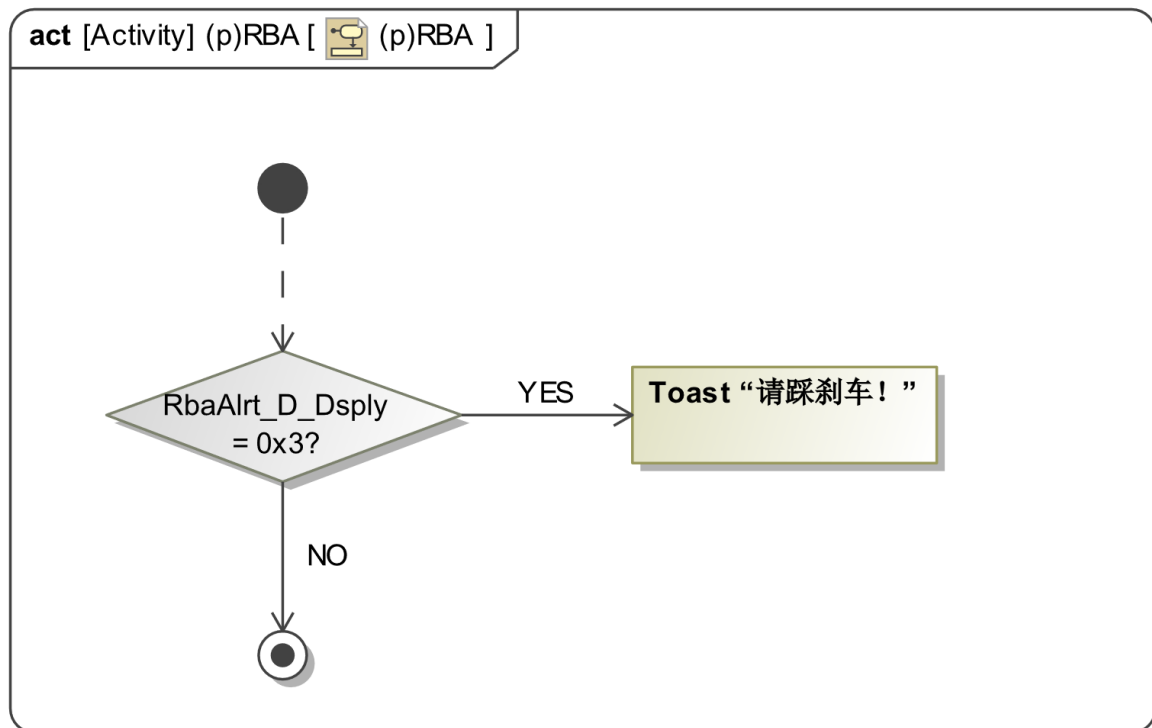 act [Activity] (p)RBA [ (p)RBA ]
RbaAlrt_D_Dsply
= 0x3?
YES
Toast “请踩刹车！”
NO